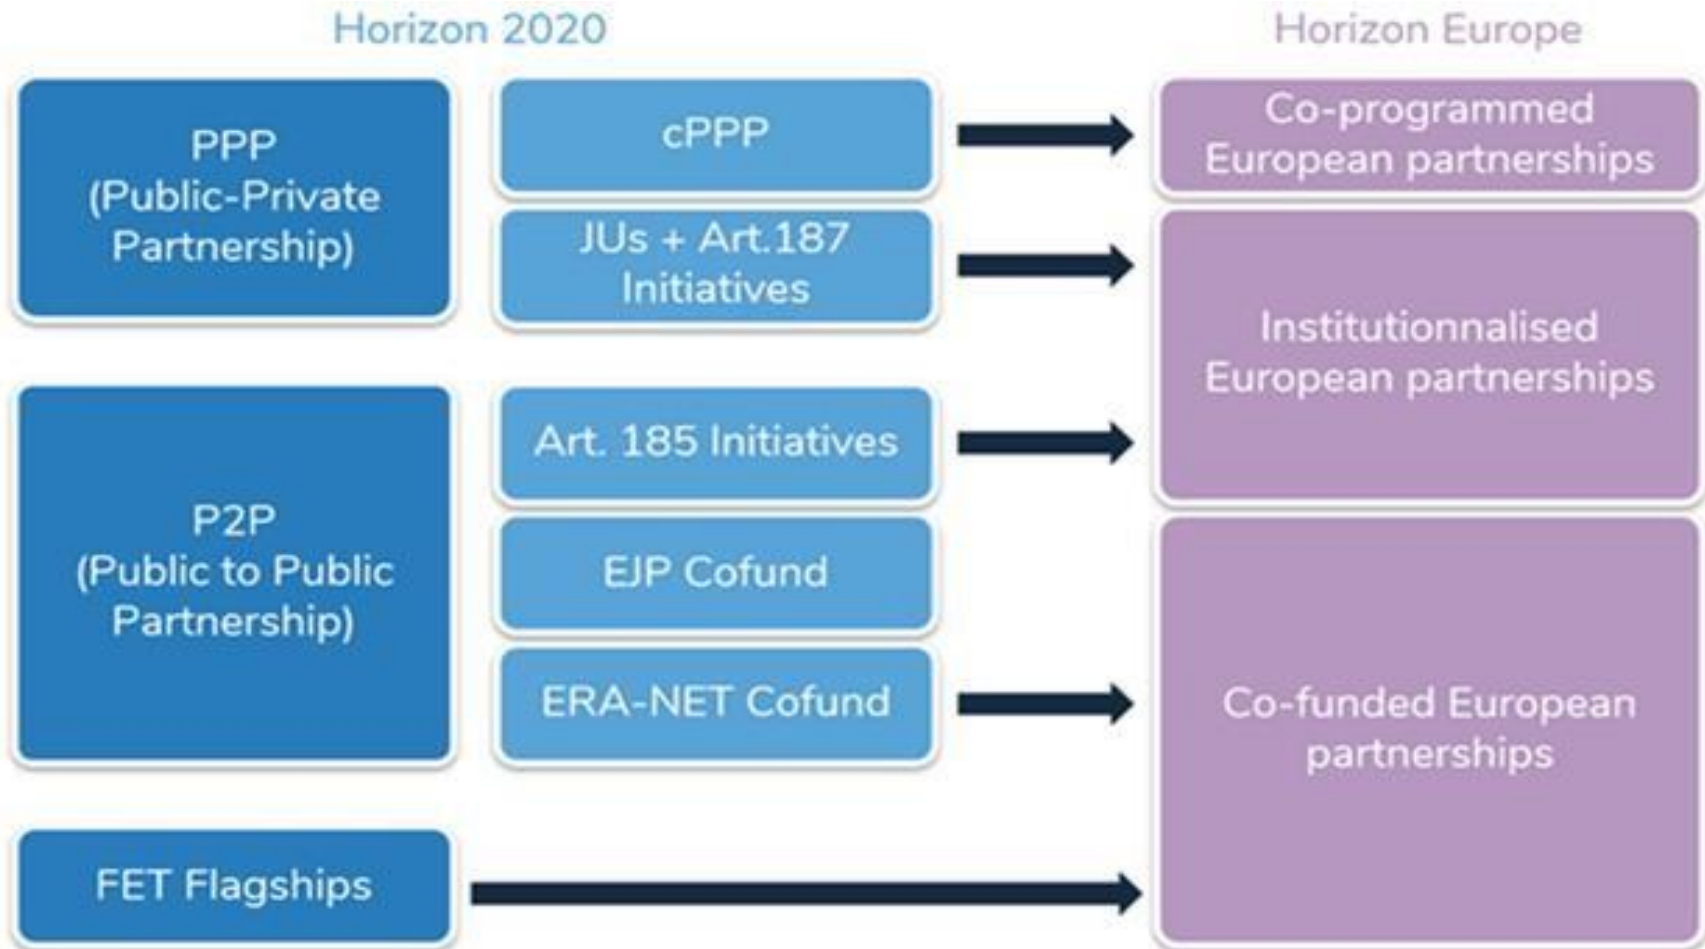 Horizon 2020
Horizon Europe
PPP
(Public-Private
Partnership)
cPPP
Co-programmed
European partnerships
JUs + Art.187
Initiatives
Institutionnalised
European partnerships
P2P
(Public to Public
Partnership)
Art. 185 Initiatives
EJP Cofund
ERA-NET Cofund
Co-funded European
partnerships
FET Flagships